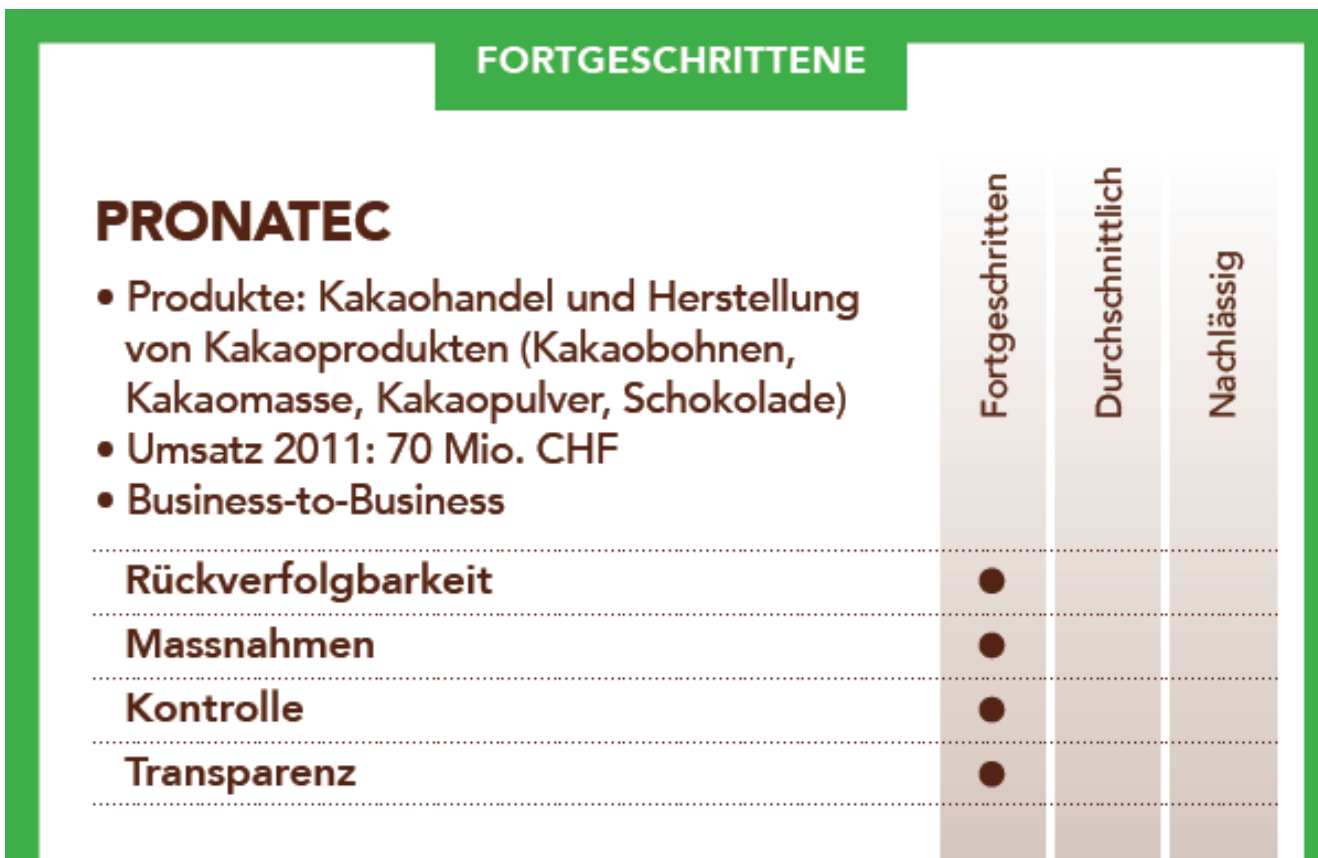 FORTGESCHRITTENE
PRONATEC
• Produkte: Kakaohandel und Herstellung
von Kakaoprodukten (Kakaobohnen,
Kakaomasse, Kakaopulver, Schokolade)
• Umsatz 2011: 70 Mio. CHF
• Business-to-Business
Fortgeschritten
Durchschnittlich
Nachlässig
Rückverfolgbarkeit ●
Massnahmen ●
Kontrolle ●
Transparenz ●